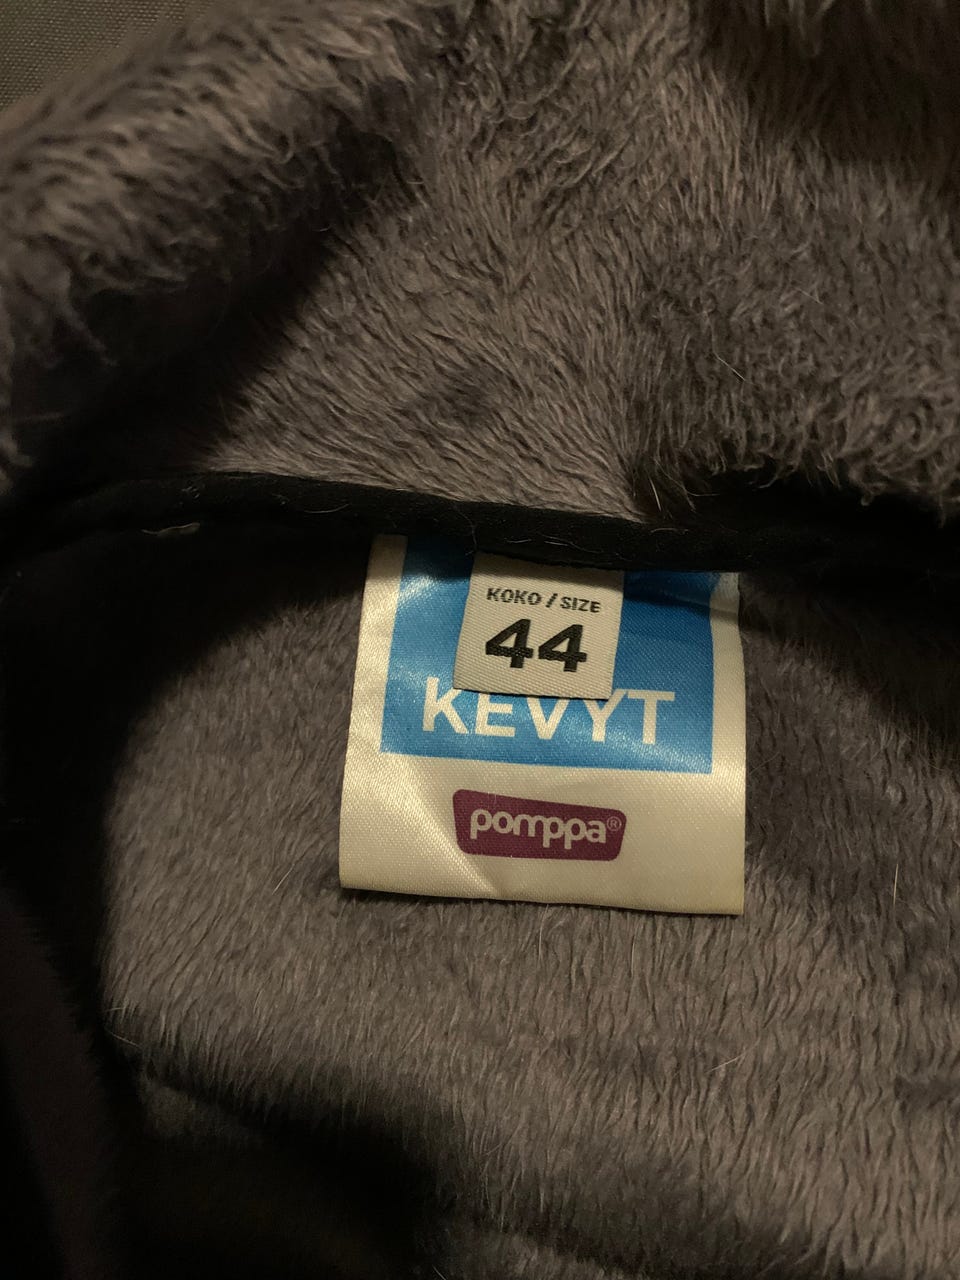 KOKO / SIZE
44
KEVYT
pomppa®